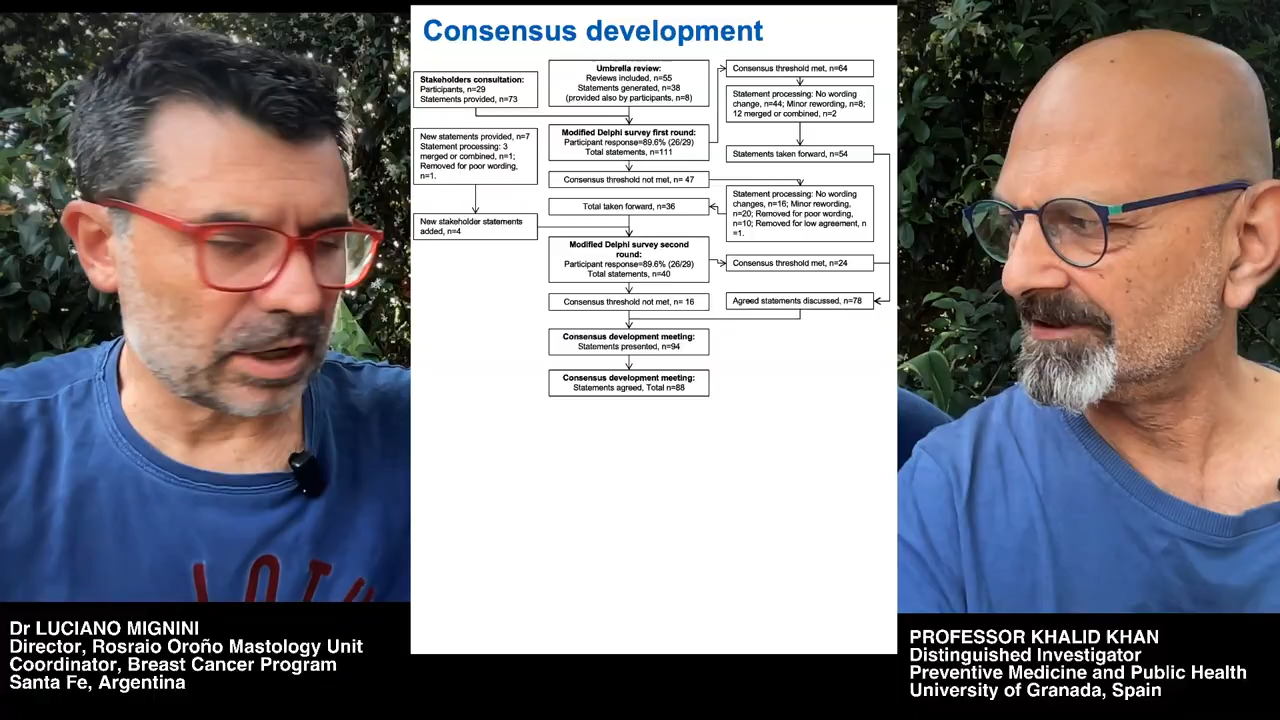 Consensus development
Stakeholders consultation:
Participants, n=29
Statements provided, n=73
Umbrella review:
Reviews included, n=55
Statements generated, n=38
(provided also by participants, n=8)
Consensus threshold met, n=64
Statement processing: No wording
change, n=44; Minor rewording, n=8;
12 merged or combined, n=2
New statements provided, n=7
Statement processing: 3
merged or combined, n=1;
Removed for poor wording,
n=1.
Modified Delphi survey first round:
Participant response=89.6% (26/29)
Total statements, n=111
Statements taken forward, n=54
Consensus threshold not met, n= 47
Statement processing: No wording
changes, n=16; Minor rewording,
n=20; Removed for poor wording,
n=10; Removed for low agreement, n
=1.
Total taken forward, n=36
New stakeholder statements
added, n=4
Modified Delphi survey second
round:
Participant response=89.6% (26/29)
Total statements, n=40
Consensus threshold met, n=24
Consensus threshold not met, n= 16
Agreed statements discussed, n=78
Consensus development meeting:
Statements presented, n=94
Consensus development meeting:
Statements agreed, Total n=88
Dr LUCIANO MIGNINI
Director, Rosraio Oroño Mastology Unit
Coordinator, Breast Cancer Program
Santa Fe, Argentina
PROFESSOR KHALID KHAN
Distinguished Investigator
Preventive Medicine and Public Health
University of Granada, Spain